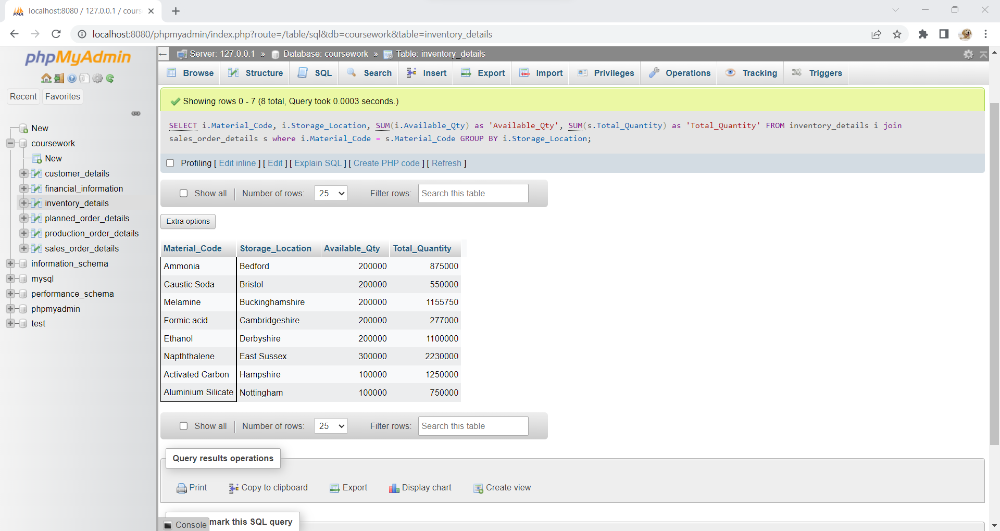 localhost:8080 / 127.0.0.1 / cours
localhost:8080/phpmyadmin/index.php?route=/table/sql&db=coursework&table=inventory_details
phpMyAdmin
Recent Favorites
New
coursework
New
customer_details
financial_information
inventory_details
planned_order_details
production_order_details
sales_order_details
information_schema
mysql
performance_schema
phpmyadmin
test
Server: 127.0.0.1 » Database: coursework » Table: inventory_details
Browse Structure SQL Search Insert Export Import Privileges Operations Tracking Triggers
Showing rows 0 - 7 (8 total, Query took 0.0003 seconds.)
SELECT i.Material_Code, i.Storage_Location, SUM(i.Available_Qty) as 'Available_Qty', SUM(s.Total_Quantity) as 'Total_Quantity' FROM inventory_details i join
sales_order_details s where i.Material_Code = s.Material_Code GROUP BY i.Storage_Location;
Profiling [ Edit inline ] [ Edit ] [ Explain SQL ] [ Create PHP code ] [ Refresh ]
Show all Number of rows: 25 Filter rows: Search this table
Extra options
Material_Code Storage_Location Available_Qty Total_Quantity
Ammonia Bedford 200000 875000
Caustic Soda Bristol 200000 550000
Melamine Buckinghamshire 200000 1155750
Formic acid Cambridgeshire 200000 277000
Ethanol Derbyshire 200000 1100000
Napththalene East Sussex 300000 2230000
Activated Carbon Hampshire 100000 1250000
Aluminium Silicate Nottingham 100000 750000
Show all Number of rows: 25 Filter rows: Search this table
Query results operations
Print Copy to clipboard Export Display chart Create view
Console mark this SQL query